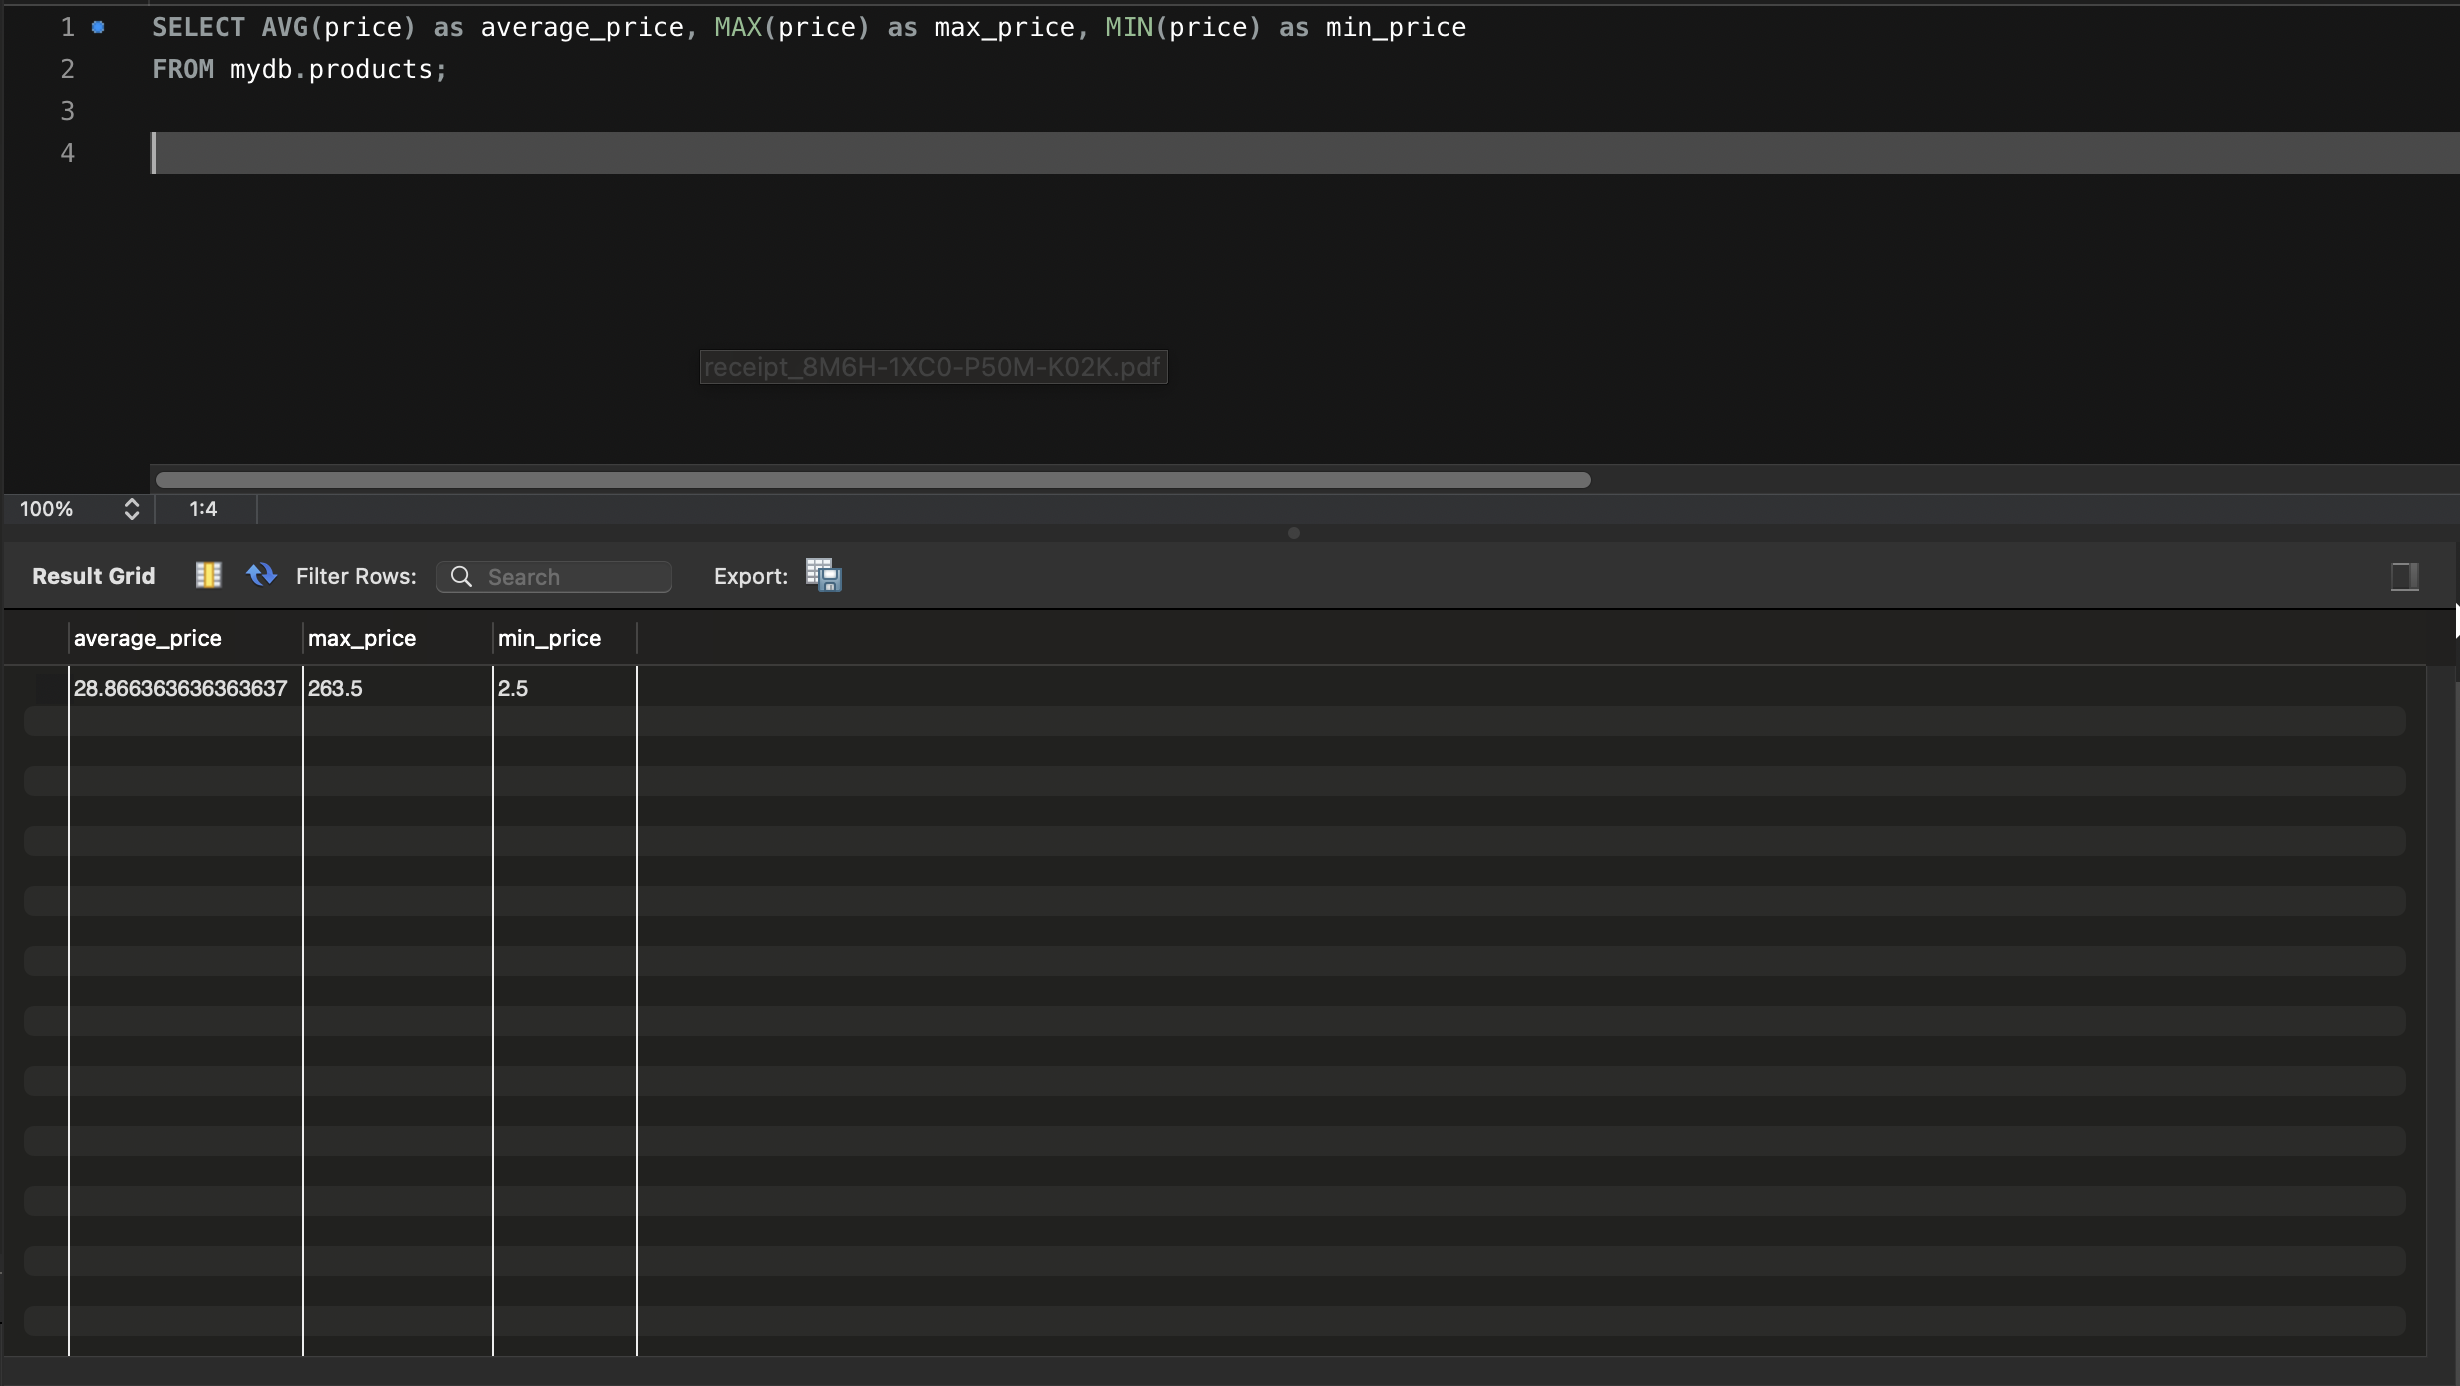 1 SELECT AVG(price) as average_price, MAX(price) as max_price, MIN(price) as min_price
2 FROM mydb.products;
3
4
receipt_8M6H-1XC0-P50M-K02K.pdf
100% 1:4
Result Grid Filter Rows: Search Export:
average_price max_price min_price
28.866363636363637 263.5 2.5